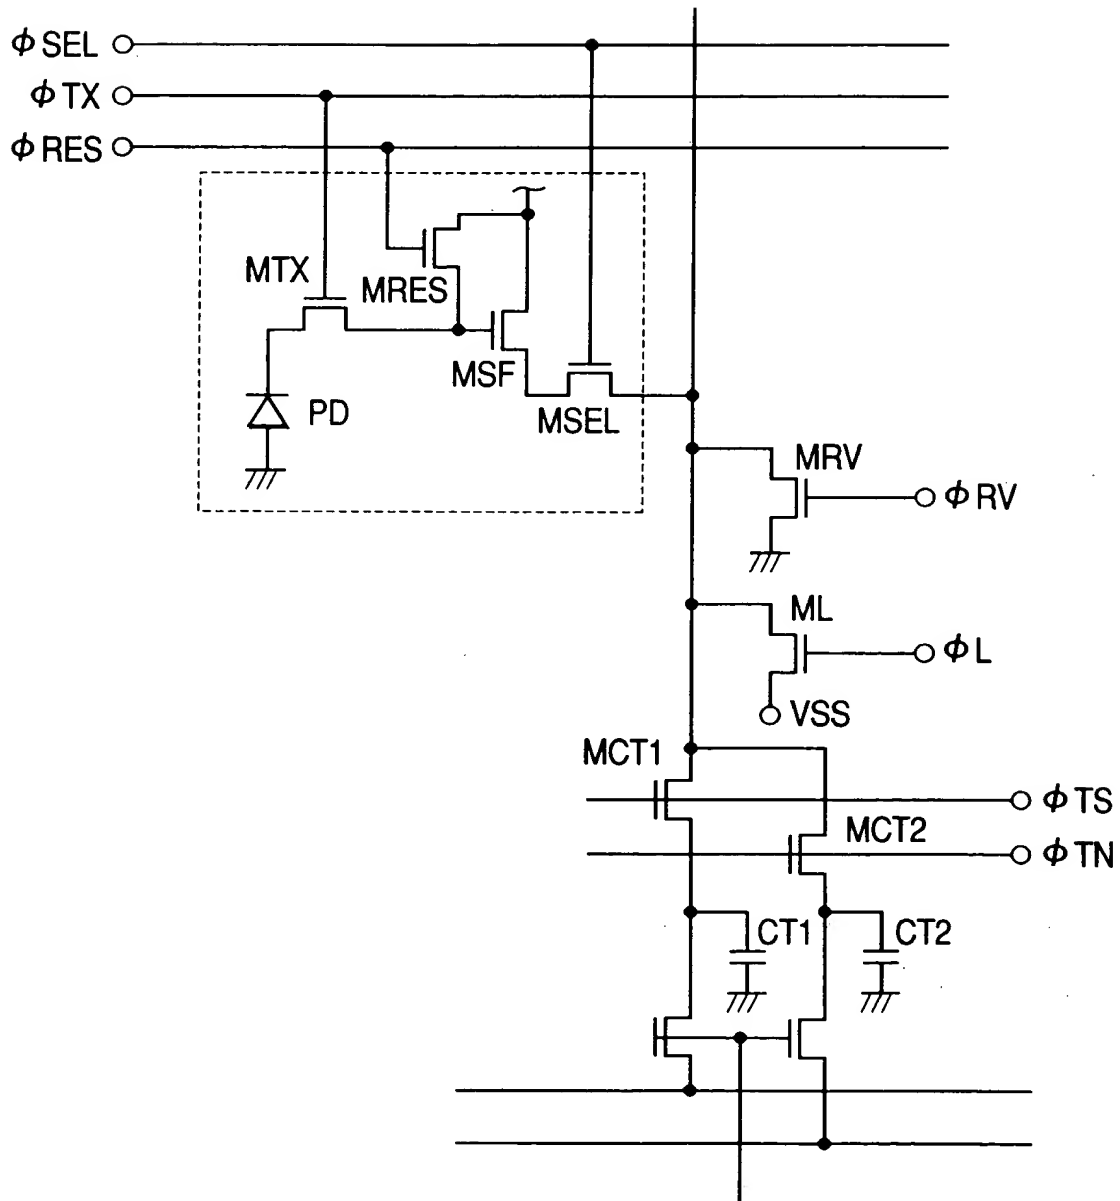 ϕSEL
ϕTX
ϕRES
MTX
MRES
MSF
MSEL
PD
MRV
ϕRV
ML
ϕL
VSS
MCT1
ϕTS
MCT2
ϕTN
CT1
CT2